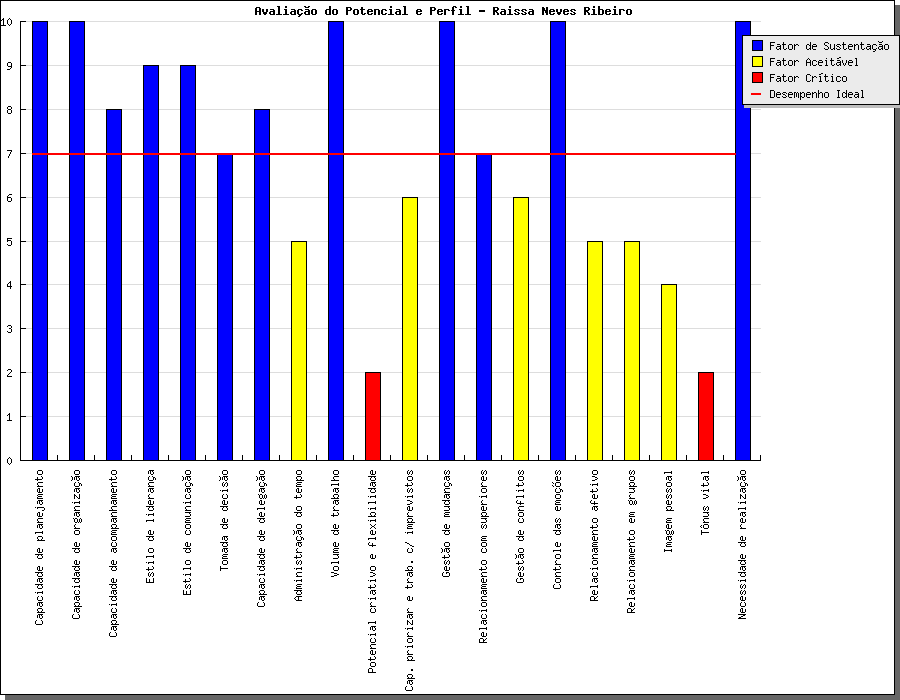 Avaliação do Potencial e Perfil - Raissa Neves Ribeiro
10
9
8
7
6
5
4
3
2
1
0
Fator de Sustentação
Fator Aceitável
Fator Crítico
Desempenho Ideal
Capacidade de planejamento
Capacidade de organização
Capacidade de acompanhamento
Estilo de liderança
Estilo de comunicação
Tomada de decisão
Capacidade de delegação
Administração do tempo
Volume de trabalho
Potencial criativo e flexibilidade
Cap. priorizar e trab. c/ imprevistos
Gestão de mudanças
Relacionamento com superiores
Gestão de conflitos
Controle das emoções
Relacionamento afetivo
Relacionamento em grupos
Imagem pessoal
Tônus vital
Necessidade de realização